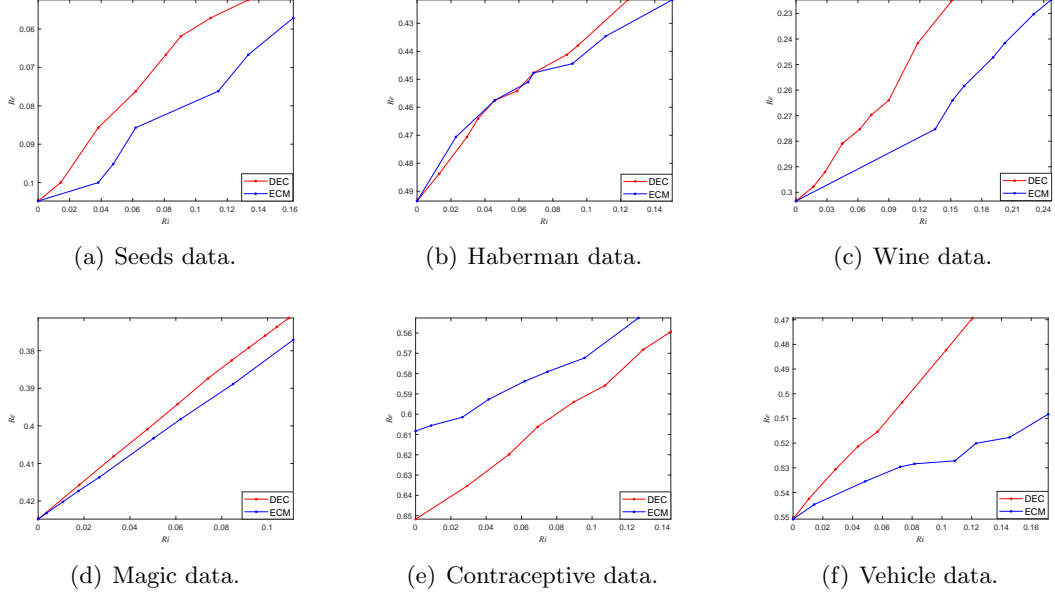 0.06
0.07
0.08
0.09
0.1
Re
0 0.02 0.04 0.06 0.08 0.1 0.12 0.14 0.16
Ri
DEC
ECM
(a) Seeds data.
0.43
0.44
0.45
0.46
0.47
0.48
0.49
Re
0 0.05 0.1 0.15
Ri
DEC
ECM
(b) Haberman data.
0.23
0.24
0.25
0.26
0.27
0.28
0.29
0.3
Re
0 0.03 0.06 0.09 0.12 0.15 0.18 0.21 0.24
Ri
DEC
ECM
(c) Wine data.
0.38
0.39
0.4
0.41
0.42
Re
0 0.02 0.04 0.06 0.08 0.1
Ri
DEC
ECM
(d) Magic data.
0.56
0.57
0.58
0.59
0.6
0.61
0.62
0.63
0.64
0.65
Re
0 0.02 0.04 0.06 0.08 0.1 0.12 0.14
Ri
DEC
ECM
(e) Contraceptive data.
0.47
0.48
0.49
0.5
0.51
0.52
0.53
0.54
0.55
Re
0 0.02 0.04 0.06 0.08 0.1 0.12 0.14 0.16
Ri
DEC
ECM
(f) Vehicle data.